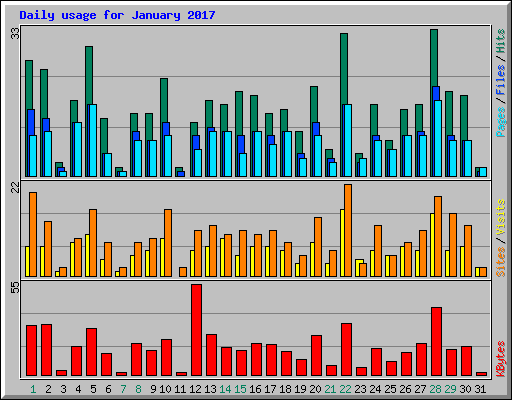 Daily usage for January 2017
33
Pages / Files / Hits
22
Sites / Visits
55
KBytes
1 2 3 4 5 6 7 8 9 10 11 12 13 14 15 16 17 18 19 20 21 22 23 24 25 26 27 28 29 30 31